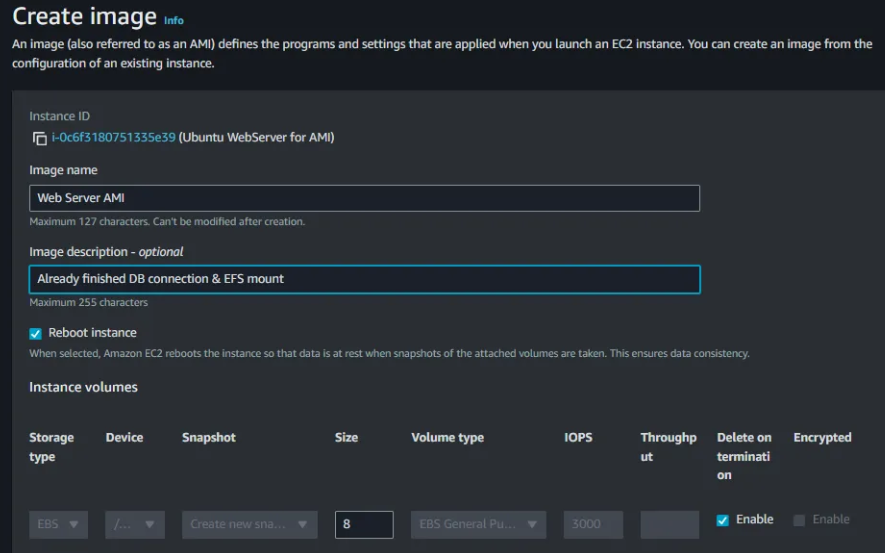 Create image Info
An image (also referred to as an AMI) defines the programs and settings that are applied when you launch an EC2 instance. You can create an image from the
configuration of an existing instance.
Instance ID
i-0c6f3180751335e39 (Ubuntu WebServer for AMI)
Image name
Web Server AMI
Maximum 127 characters. Can't be modified after creation.
Image description - optional
Already finished DB connection & EFS mount
Maximum 255 characters
Reboot instance
When selected, Amazon EC2 reboots the instance so that data is at rest when snapshots of the attached volumes are taken. This ensures data consistency.
Instance volumes
Storage type Device Snapshot Size Volume type IOPS Throughput Delete on termination Encrypted
EBS /... Create new sna... 8 EBS General Pu... 3000 Enable Enable